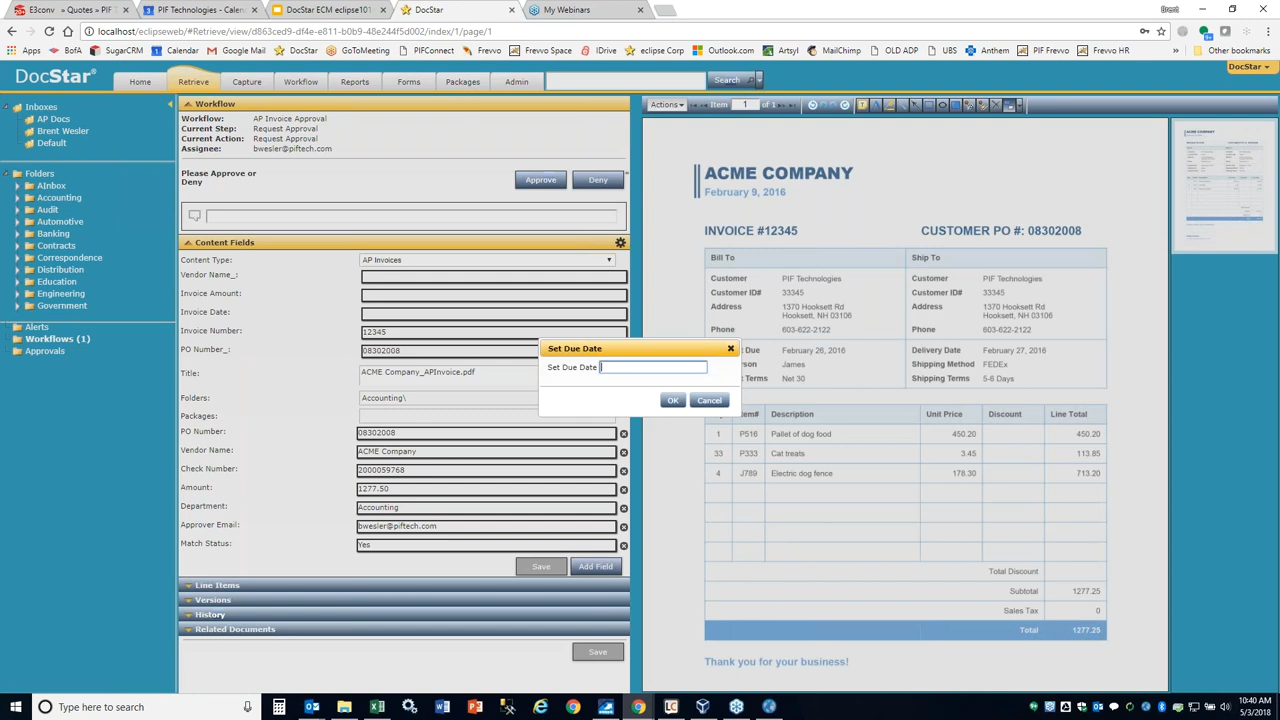 E3conv » Quotes » PIF T
PIF Technologies - Calend
DocStar ECM eclipse101
DocStar
My Webinars
Brent
localhost/eclipseweb/#Retrieve/view/d863ced9-df4e-e811-b0b9-48e244f5d002/index/1/page/1
Apps BofA SugarCRM Calendar Google Mail DocStar GoToMeeting PIFConnect Frevvo Frevvo Space IDrive eclipse Corp Outlook.com Artsyl MailChimps OLD ADP UBS Anthem PIF Frevvo Frevvo HR Other bookmarks
DocStar
Home Retrieve Capture Workflow Reports Forms Packages Admin Search
DocStar
Inboxes
AP Docs
Brent Wesler
Default
Folders
AInbox
Accounting
Audit
Automotive
Banking
Contracts
Correspondence
Distribution
Education
Engineering
Government
Alerts
Workflows (1)
Approvals
Workflow
Workflow: AP Invoice Approval
Current Step: Request Approval
Current Action: Request Approval
Assignee: bwesler@piftech.com
Please Approve or
Deny
Approve Deny
Content Fields
Content Type: AP Invoices
Vendor Name_:
Invoice Amount:
Invoice Date:
Invoice Number: 12345
PO Number_: 08302008
Title: ACME Company_APInvoice.pdf
Folders: Accounting\
Packages:
PO Number: 08302008
Vendor Name: ACME Company
Check Number: 2000059768
Amount: 1277.50
Department: Accounting
Approver Email: bwesler@piftech.com
Match Status: Yes
Save Add Field
Line Items
Versions
History
Related Documents
Save
Set Due Date
Set Due Date
OK Cancel
Actions Item 1 of 1
ACME COMPANY
February 9, 2016
INVOICE #12345 CUSTOMER PO #: 08302008
Bill To Ship To
Customer PIF Technologies Customer PIF Technologies
Customer ID# 33345 Customer ID# 33345
Address 1370 Hooksett Rd Address 1370 Hooksett Rd
Hooksett, NH 03106 Hooksett, NH 03106
Phone 603-622-2122 Phone 603-622-2122
Due February 26, 2016 Delivery Date February 27, 2016
erson James Shipping Method FEDEx
t Terms Net 30 Shipping Terms 5-6 Days
Item# Description Unit Price Discount Line Total
1 P516 Pallet of dog food 450.20 450.20
33 P333 Cat treats 3.45 113.85
4 J789 Electric dog fence 178.30 713.20
Total Discount
Subtotal 1277.25
Sales Tax 0
Total 1277.25
Thank you for your business!
Type here to search
10:40 AM
5/3/2018